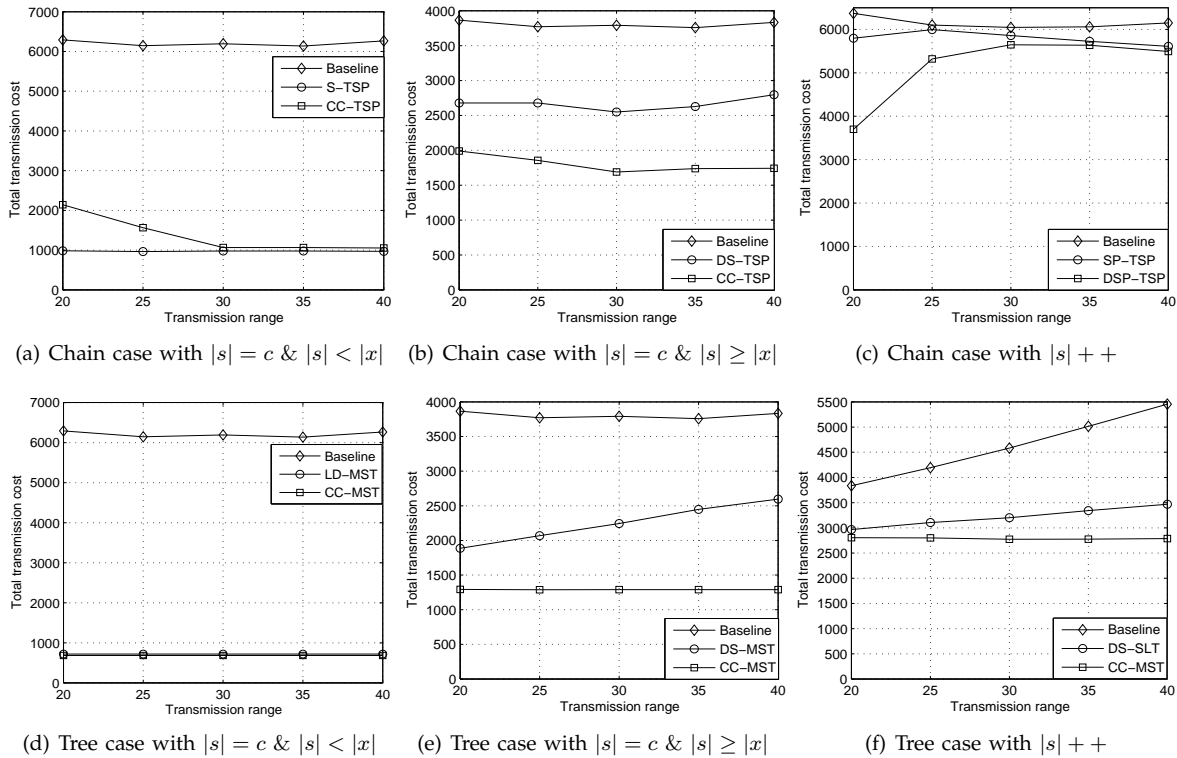 7000
6000
5000
4000
3000
2000
1000
0
20 25 30 35 40
Total transmission cost
Transmission range
Baseline
S−TSP
CC−TSP
(a) Chain case with |s| = c & |s| < |x|
4000
3500
3000
2500
2000
1500
1000
500
0
20 25 30 35 40
Total transmission cost
Transmission range
Baseline
DS−TSP
CC−TSP
(b) Chain case with |s| = c & |s| ≥ |x|
6000
5000
4000
3000
2000
1000
0
20 25 30 35 40
Total transmission cost
Transmission range
Baseline
SP−TSP
DSP−TSP
(c) Chain case with |s| + +
7000
6000
5000
4000
3000
2000
1000
0
20 25 30 35 40
Total transmission cost
Transmission range
Baseline
LD−MST
CC−MST
(d) Tree case with |s| = c & |s| < |x|
4000
3500
3000
2500
2000
1500
1000
500
0
20 25 30 35 40
Total transmission cost
Transmission range
Baseline
DS−MST
CC−MST
(e) Tree case with |s| = c & |s| ≥ |x|
5500
5000
4500
4000
3500
3000
2500
2000
1500
1000
500
0
20 25 30 35 40
Total transmission cost
Transmission range
Baseline
DS−SLT
CC−MST
(f) Tree case with |s| + +